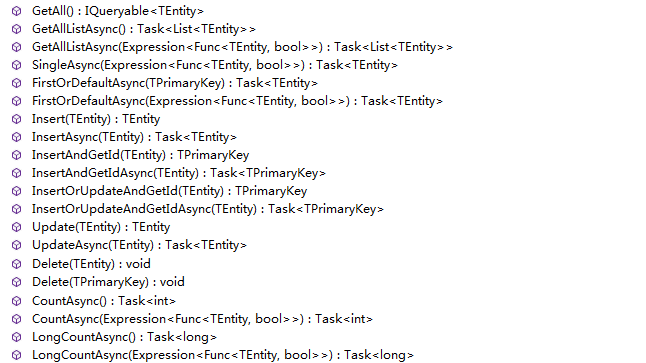 GetAll() : IQueryable<TEntity>
GetAllListAsync() : Task<List<TEntity>>
GetAllListAsync(Expression<Func<TEntity, bool>>) : Task<List<TEntity>>
SingleAsync(Expression<Func<TEntity, bool>>) : Task<TEntity>
FirstOrDefaultAsync(TPrimaryKey) : Task<TEntity>
FirstOrDefaultAsync(Expression<Func<TEntity, bool>>) : Task<TEntity>
Insert(TEntity) : TEntity
InsertAsync(TEntity) : Task<TEntity>
InsertAndGetId(TEntity) : TPrimaryKey
InsertAndGetIdAsync(TEntity) : Task<TPrimaryKey>
InsertOrUpdateAndGetId(TEntity) : TPrimaryKey
InsertOrUpdateAndGetIdAsync(TEntity) : Task<TPrimaryKey>
Update(TEntity) : TEntity
UpdateAsync(TEntity) : Task<TEntity>
Delete(TEntity) : void
Delete(TPrimaryKey) : void
CountAsync() : Task<int>
CountAsync(Expression<Func<TEntity, bool>>) : Task<int>
LongCountAsync() : Task<long>
LongCountAsync(Expression<Func<TEntity, bool>>) : Task<long>